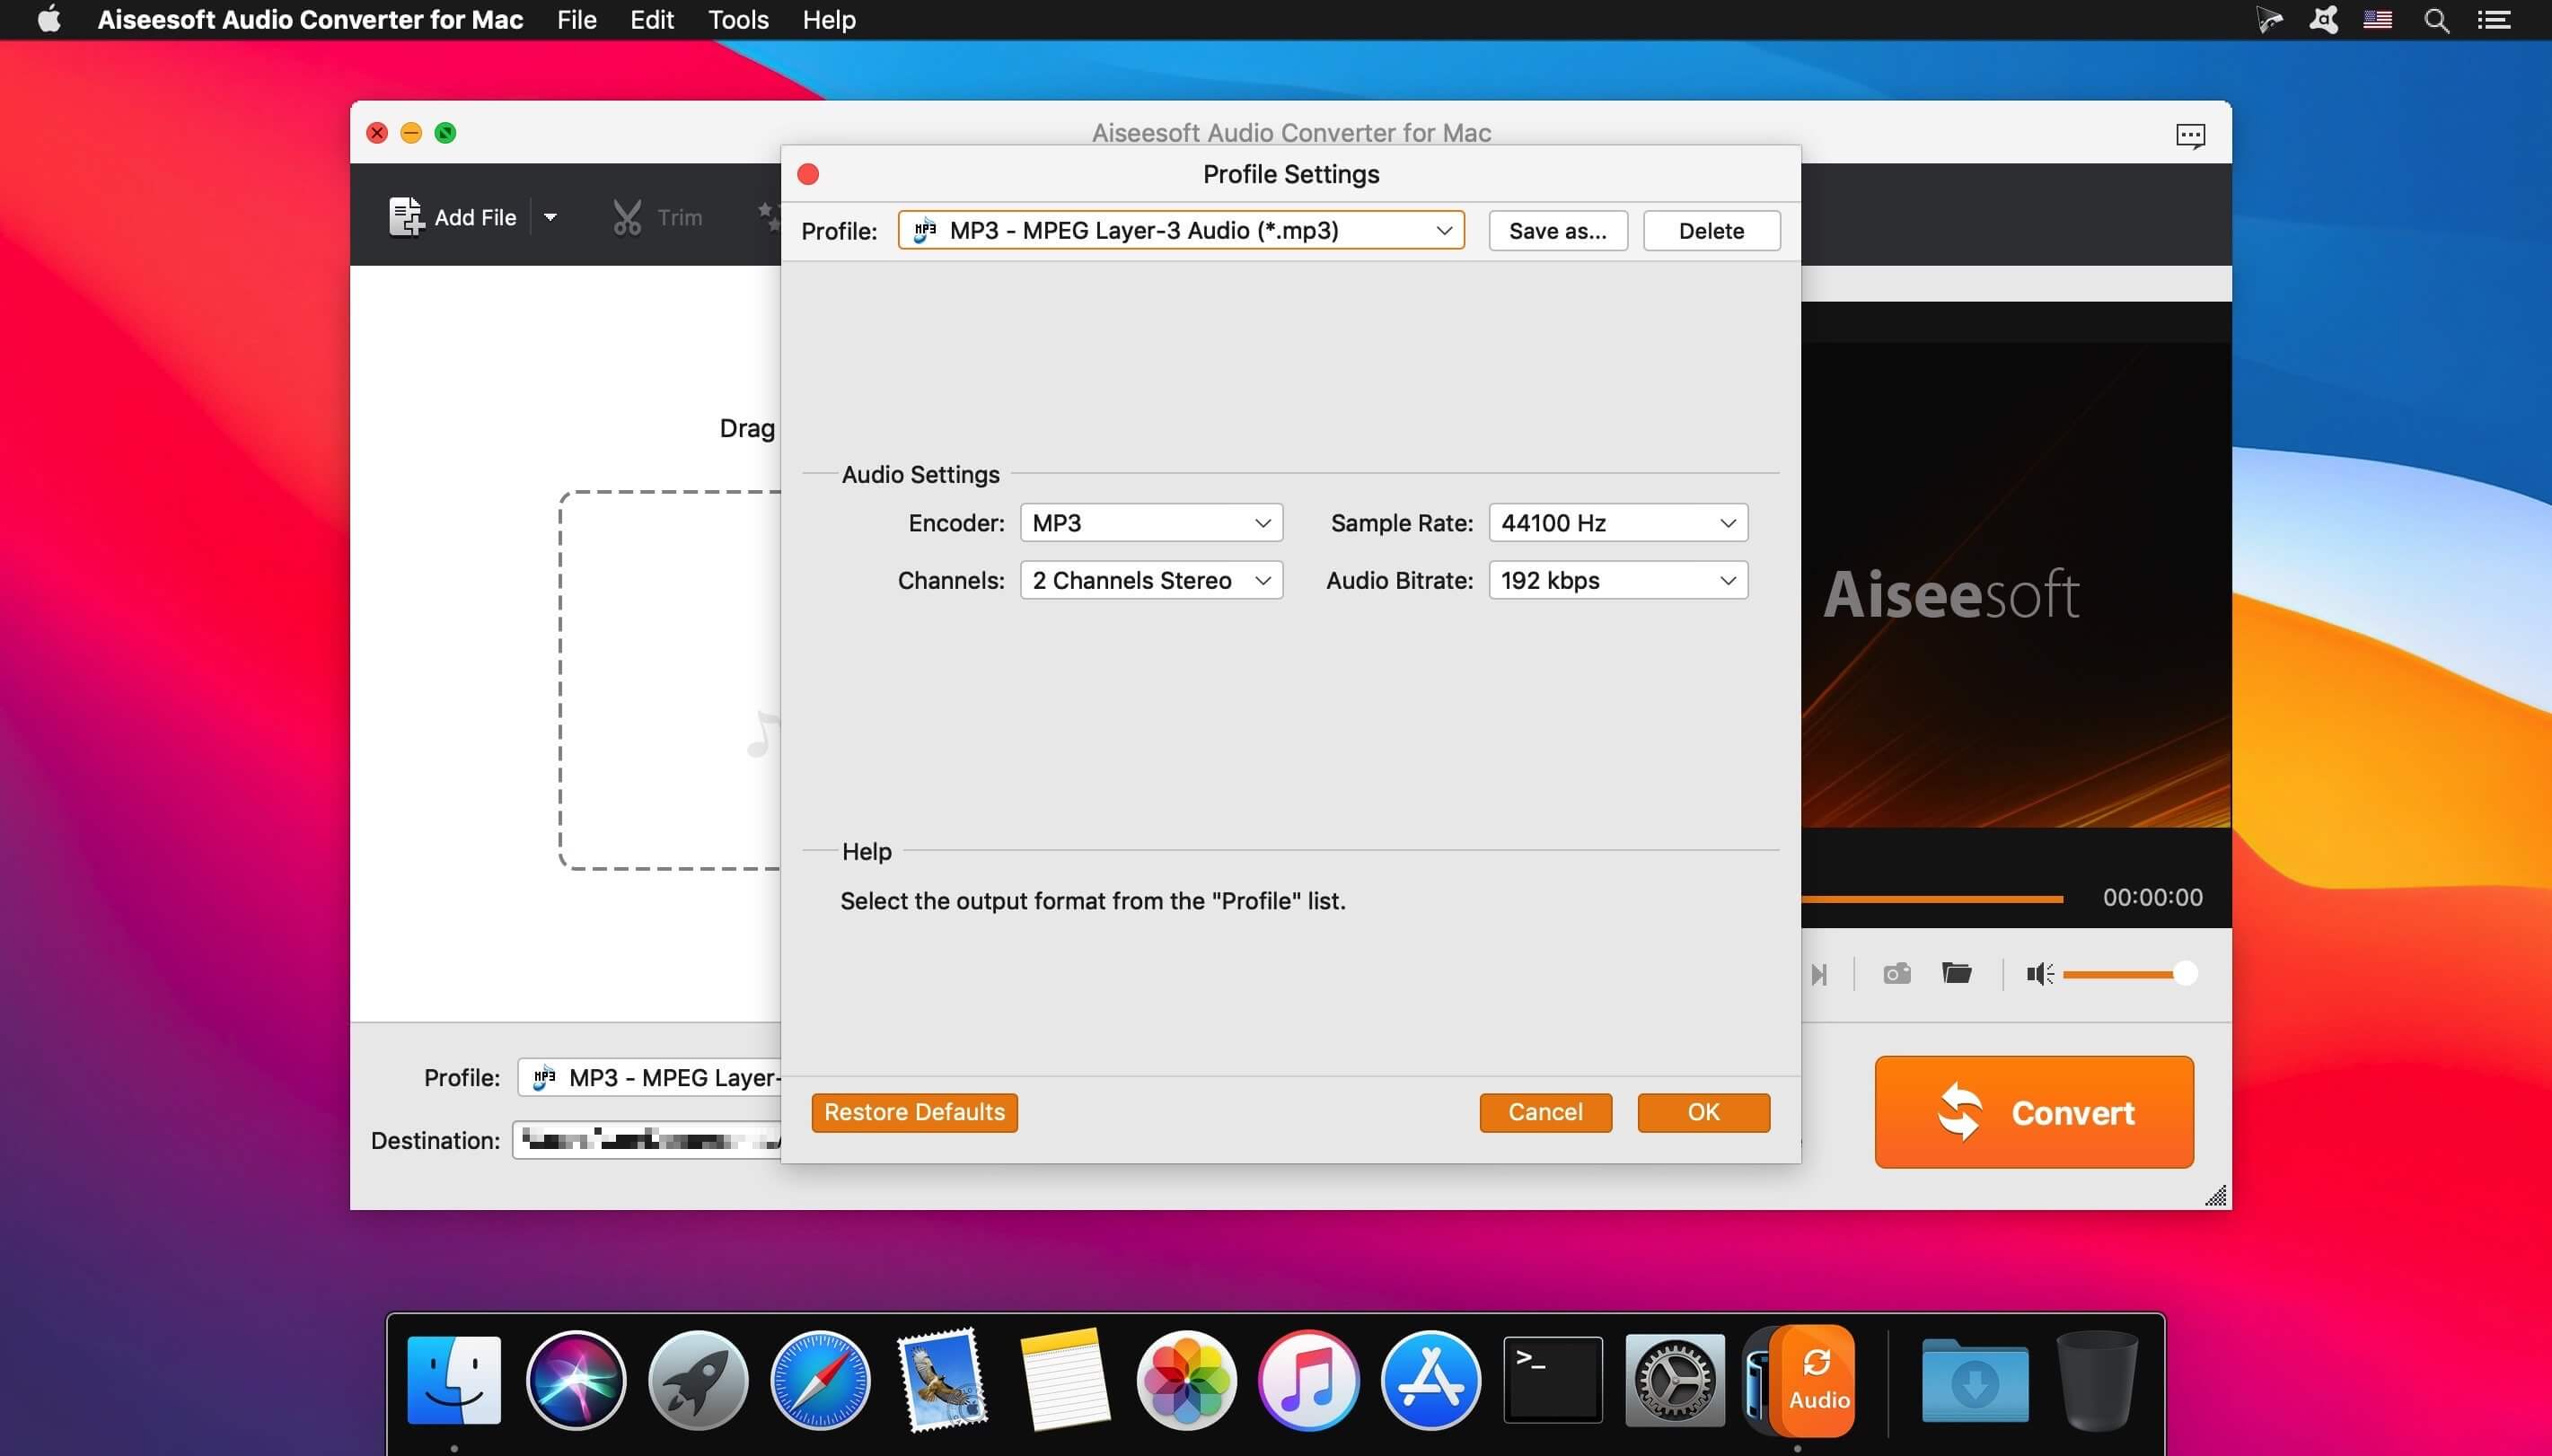 Aiseesoft Audio Converter for Mac File Edit Tools Help
Aiseesoft Audio Converter for Mac
Profile Settings
Add File Trim
Profile: MP3 MP3 - MPEG Layer-3 Audio (*.mp3) Save as... Delete
Drag
Audio Settings
Encoder: MP3 Sample Rate: 44100 Hz
Channels: 2 Channels Stereo Audio Bitrate: 192 kbps
Aiseesoft
Help
Select the output format from the "Profile" list.
00:00:00
Profile: MP3 MP3 - MPEG Layer-
Restore Defaults Cancel OK
Convert
Destination:
>_
Audio